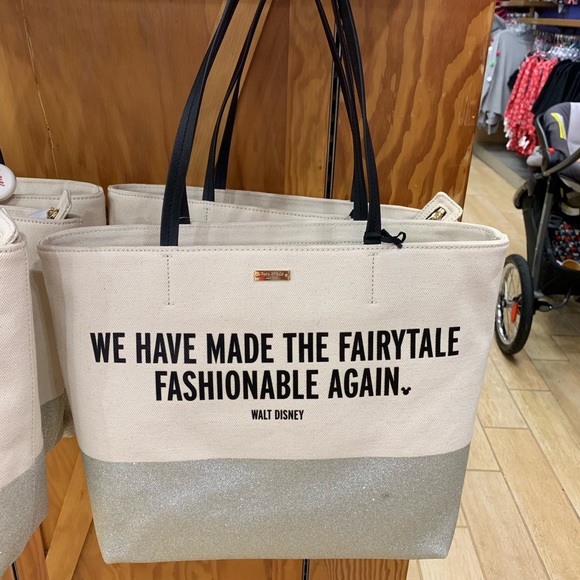 WE HAVE MADE THE FAIRYTALE
FASHIONABLE AGAIN.
WALT DISNEY